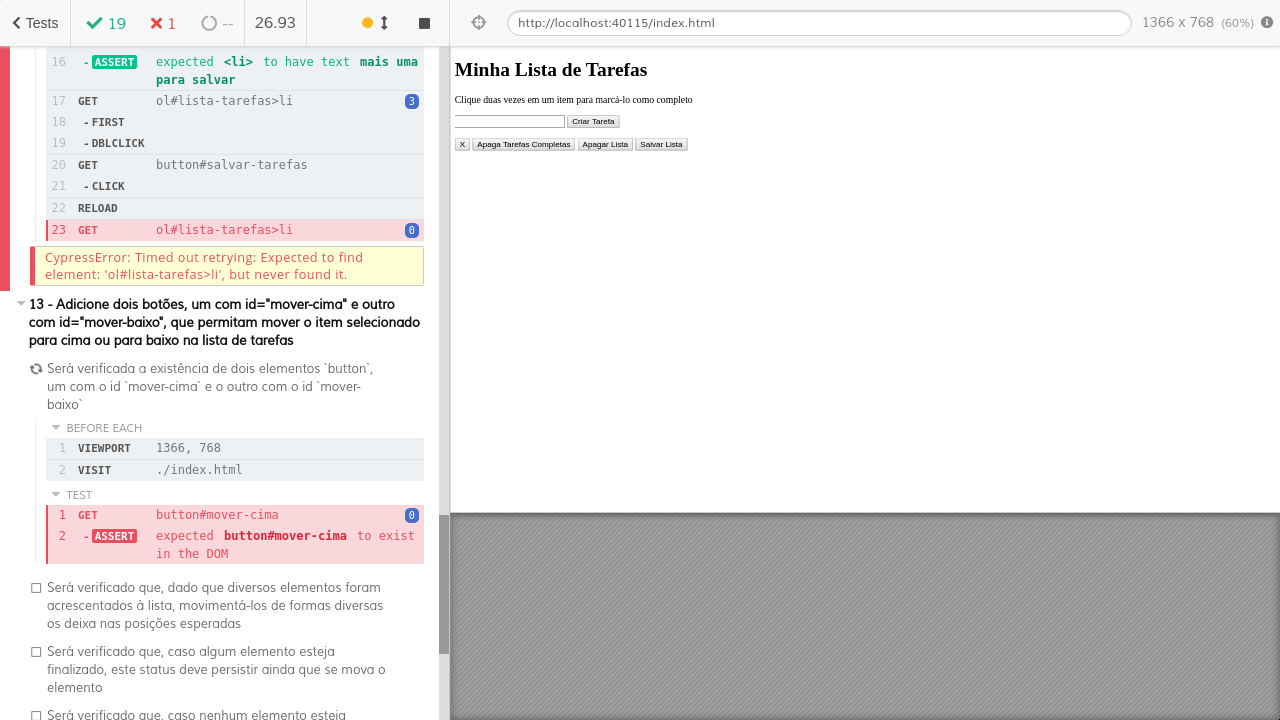 Tests 19 1 -- 26.93
http://localhost:40115/index.html 1366 x 768 (60%)
16 - ASSERT expected <li> to have text mais uma
para salvar
17 GET ol#lista-tarefas>li 3
18 - FIRST
19 - DBLCLICK
20 GET button#salvar-tarefas
21 - CLICK
22 RELOAD
23 GET ol#lista-tarefas>li 0
CypressError: Timed out retrying: Expected to find
element: 'ol#lista-tarefas>li', but never found it.
13 - Adicione dois botões, um com id="mover-cima" e outro
com id="mover-baixo", que permitam mover o item selecionado
para cima ou para baixo na lista de tarefas
Será verificada a existência de dois elementos `button`,
um com o id `mover-cima` e o outro com o id `mover-
baixo`
BEFORE EACH
1 VIEWPORT 1366, 768
2 VISIT ./index.html
TEST
1 GET button#mover-cima 0
2 - ASSERT expected button#mover-cima to exist
in the DOM
Será verificado que, dado que diversos elementos foram
acrescentados à lista, movimentá-los de formas diversas
os deixa nas posições esperadas
Será verificado que, caso algum elemento esteja
finalizado, este status deve persistir ainda que se mova o
elemento
Será verificado que, caso nenhum elemento esteja
Minha Lista de Tarefas
Clique duas vezes em um item para marcá-lo como completo
Criar Tarefa
X Apaga Tarefas Completas Apagar Lista Salvar Lista